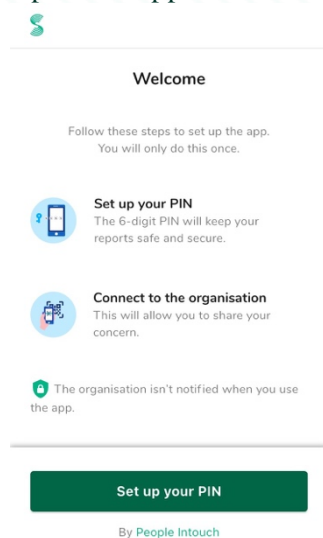 Welcome
Follow these steps to set up the app.
You will only do this once.
Set up your PIN
The 6-digit PIN will keep your
reports safe and secure.
Connect to the organisation
This will allow you to share your
concern.
The organisation isn't notified when you use
the app.
Set up your PIN
By People Intouch